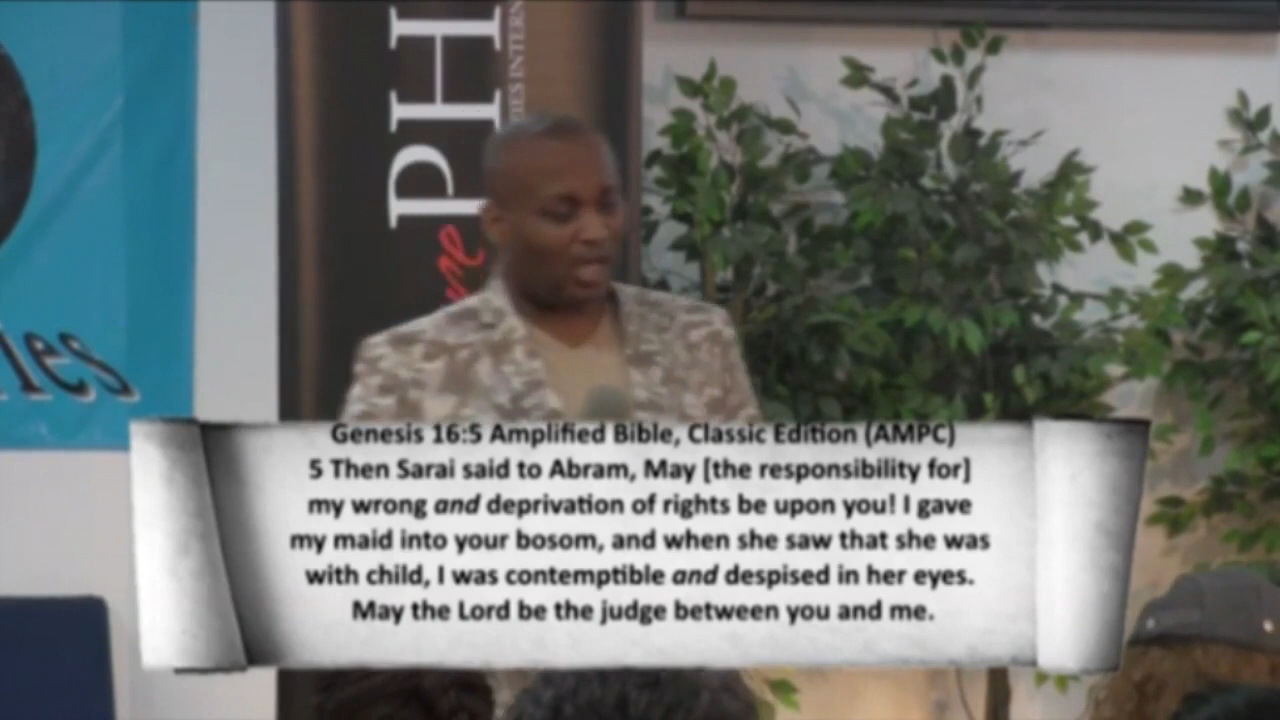 PH
IES INTERN
ies
Genesis 16:5 Amplified Bible, Classic Edition (AMPC)
5 Then Sarai said to Abram, May [the responsibility for]
my wrong and deprivation of rights be upon you! I gave
my maid into your bosom, and when she saw that she was
with child, I was contemptible and despised in her eyes.
May the Lord be the judge between you and me.